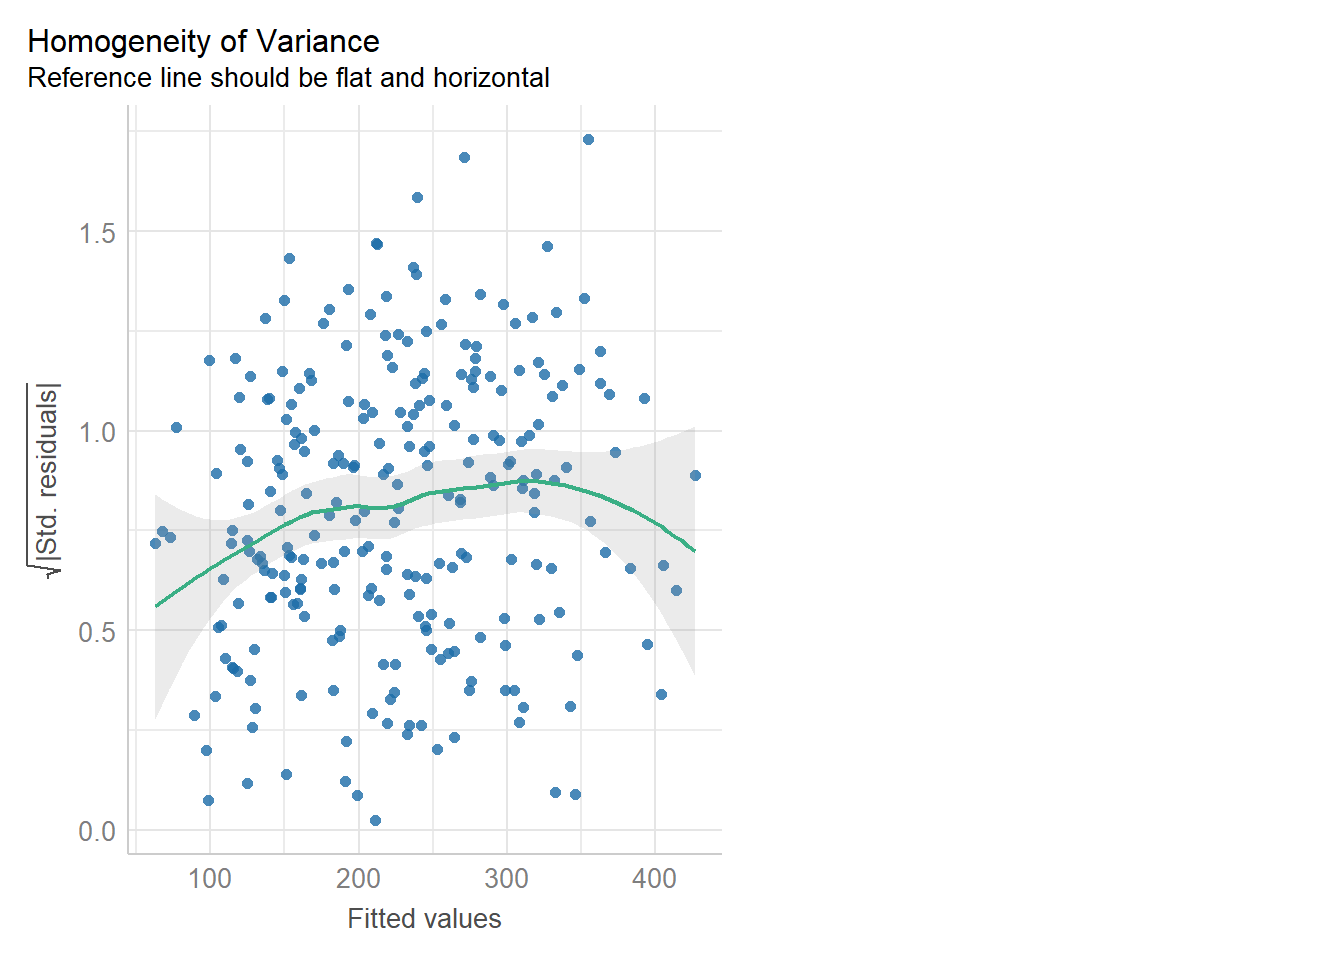 Homogeneity of Variance
Reference line should be flat and horizontal
√|Std. residuals|
1.5
1.0
0.5
0.0
100 200 300 400
Fitted values